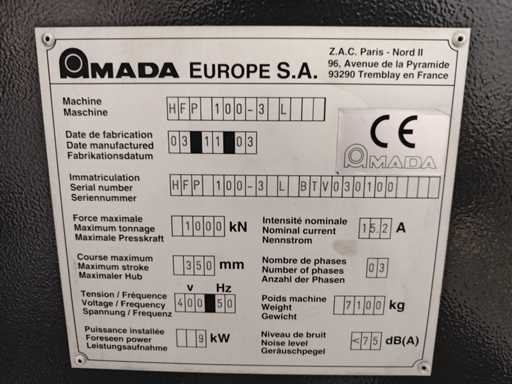 AMADA EUROPE S.A.
Z.A.C. Paris - Nord II
96, Avenue de la Pyramide
93290 Tremblay en France
Machine
Maschine
HFP 100-3 L
Date de fabrication
Date manufactured
Fabrikationsdatum
03 11 03
CE
AMADA
Immatriculation
Serial number
Seriennummer
HFP 100-3 L BTV030100
Force maximale
Maximum tonnage
Maximale Presskraft
1000 kN
Intensité nominale
Nominal current
Nennstrom
15,2 A
Course maximum
Maximum stroke
Maximaler Hub
350 mm
Nombre de phases
Number of phases
Anzahl der Phasen
03
V Hz
Tension / Fréquence
Voltage / Frequency
Spannung / Frequenz
400 50
Poids machine
Weight
Gewicht
7100 kg
Puissance installée
Foreseen power
Leistungsaufnahme
9 kW
Niveau de bruit
Noise level
Geräuschpegel
<75 dB(A)